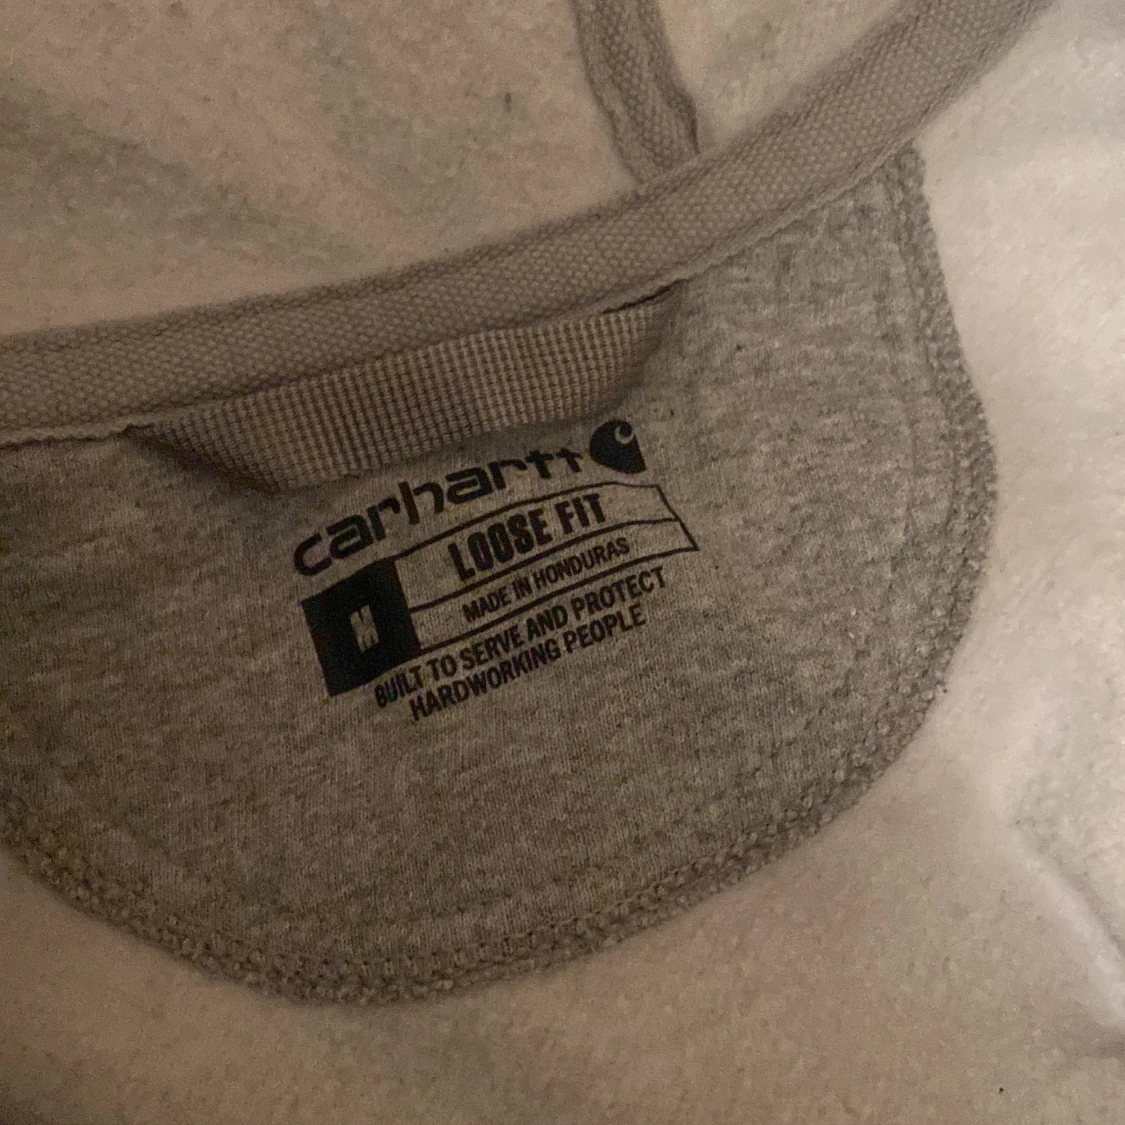 carhartt
LOOSE FIT
M
MADE IN HONDURAS
BUILT TO SERVE AND PROTECT
HARDWORKING PEOPLE